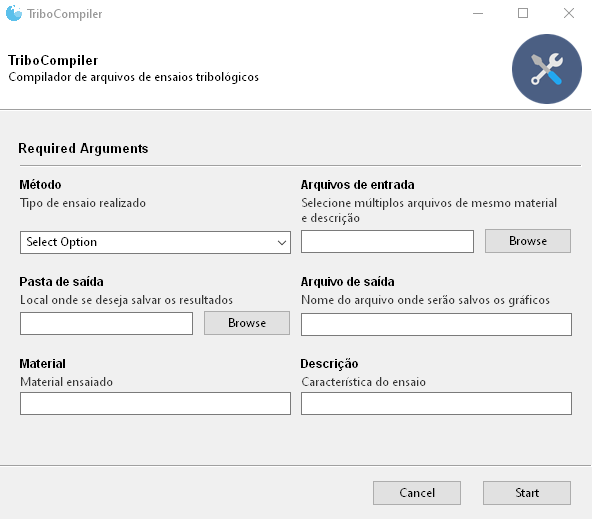 TriboCompiler
TriboCompiler
Compilador de arquivos de ensaios tribológicos
Required Arguments
Método
Tipo de ensaio realizado
Select Option
Arquivos de entrada
Selecione múltiplos arquivos de mesmo material
e descrição
Browse
Pasta de saída
Local onde se deseja salvar os resultados
Browse
Arquivo de saída
Nome do arquivo onde serão salvos os gráficos
Material
Material ensaiado
Descrição
Característica do ensaio
Cancel
Start